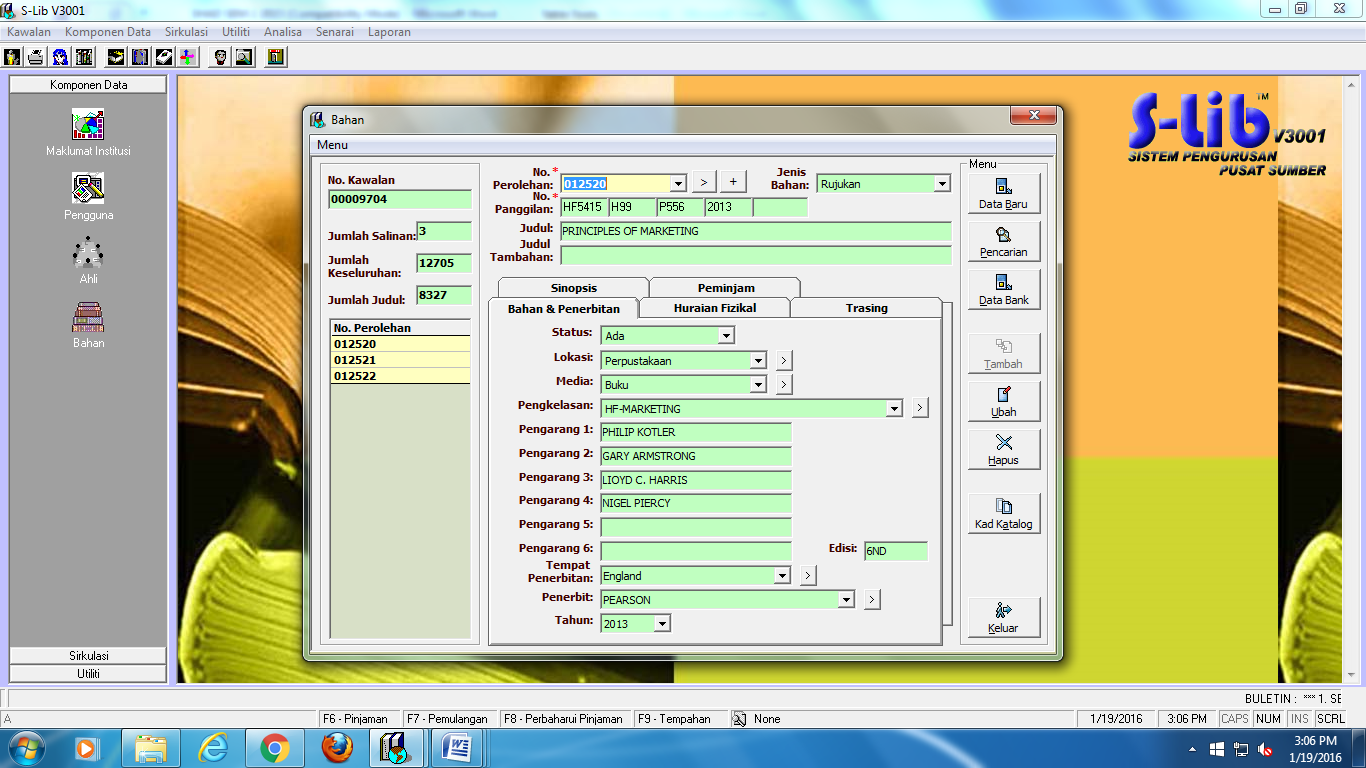 S-Lib V3001
Kawalan Komponen Data Sirkulasi Utiliti Analisa Senarai Laporan
Komponen Data
Maklumat Institusi
Pengguna
Ahli
Bahan
Sirkulasi
Utiliti
S-Lib TM V3001
SISTEM PENGURUSAN
PUSAT SUMBER
Bahan
Menu
No. Kawalan
00009704
Jumlah Salinan: 3
Jumlah Keseluruhan: 12705
Jumlah Judul: 8327
No. Perolehan
012520
012521
012522
No. * Perolehan: 012520 > +
Jenis Bahan: Rujukan
No. * Panggilan: HF5415 H99 P556 2013
Judul: PRINCIPLES OF MARKETING
Judul Tambahan:
Sinopsis Peminjam
Bahan & Penerbitan Huraian Fizikal Trasing
Status: Ada
Lokasi: Perpustakaan >
Media: Buku >
Pengkelasan: HF-MARKETING >
Pengarang 1: PHILIP KOTLER
Pengarang 2: GARY ARMSTRONG
Pengarang 3: LIOYD C. HARRIS
Pengarang 4: NIGEL PIERCY
Pengarang 5:
Pengarang 6:
Edisi: 6ND
Tempat Penerbitan: England >
Penerbit: PEARSON >
Tahun: 2013
Menu
Data Baru
Pencarian
Data Bank
Tambah
Ubah
Hapus
Kad Katalog
Keluar
BULETIN : *** 1. SE
A F6 - Pinjaman F7 - Pemulangan F8 - Perbaharui Pinjaman F9 - Tempahan None 1/19/2016 3:06 PM CAPS NUM INS SCRL
3:06 PM
1/19/2016